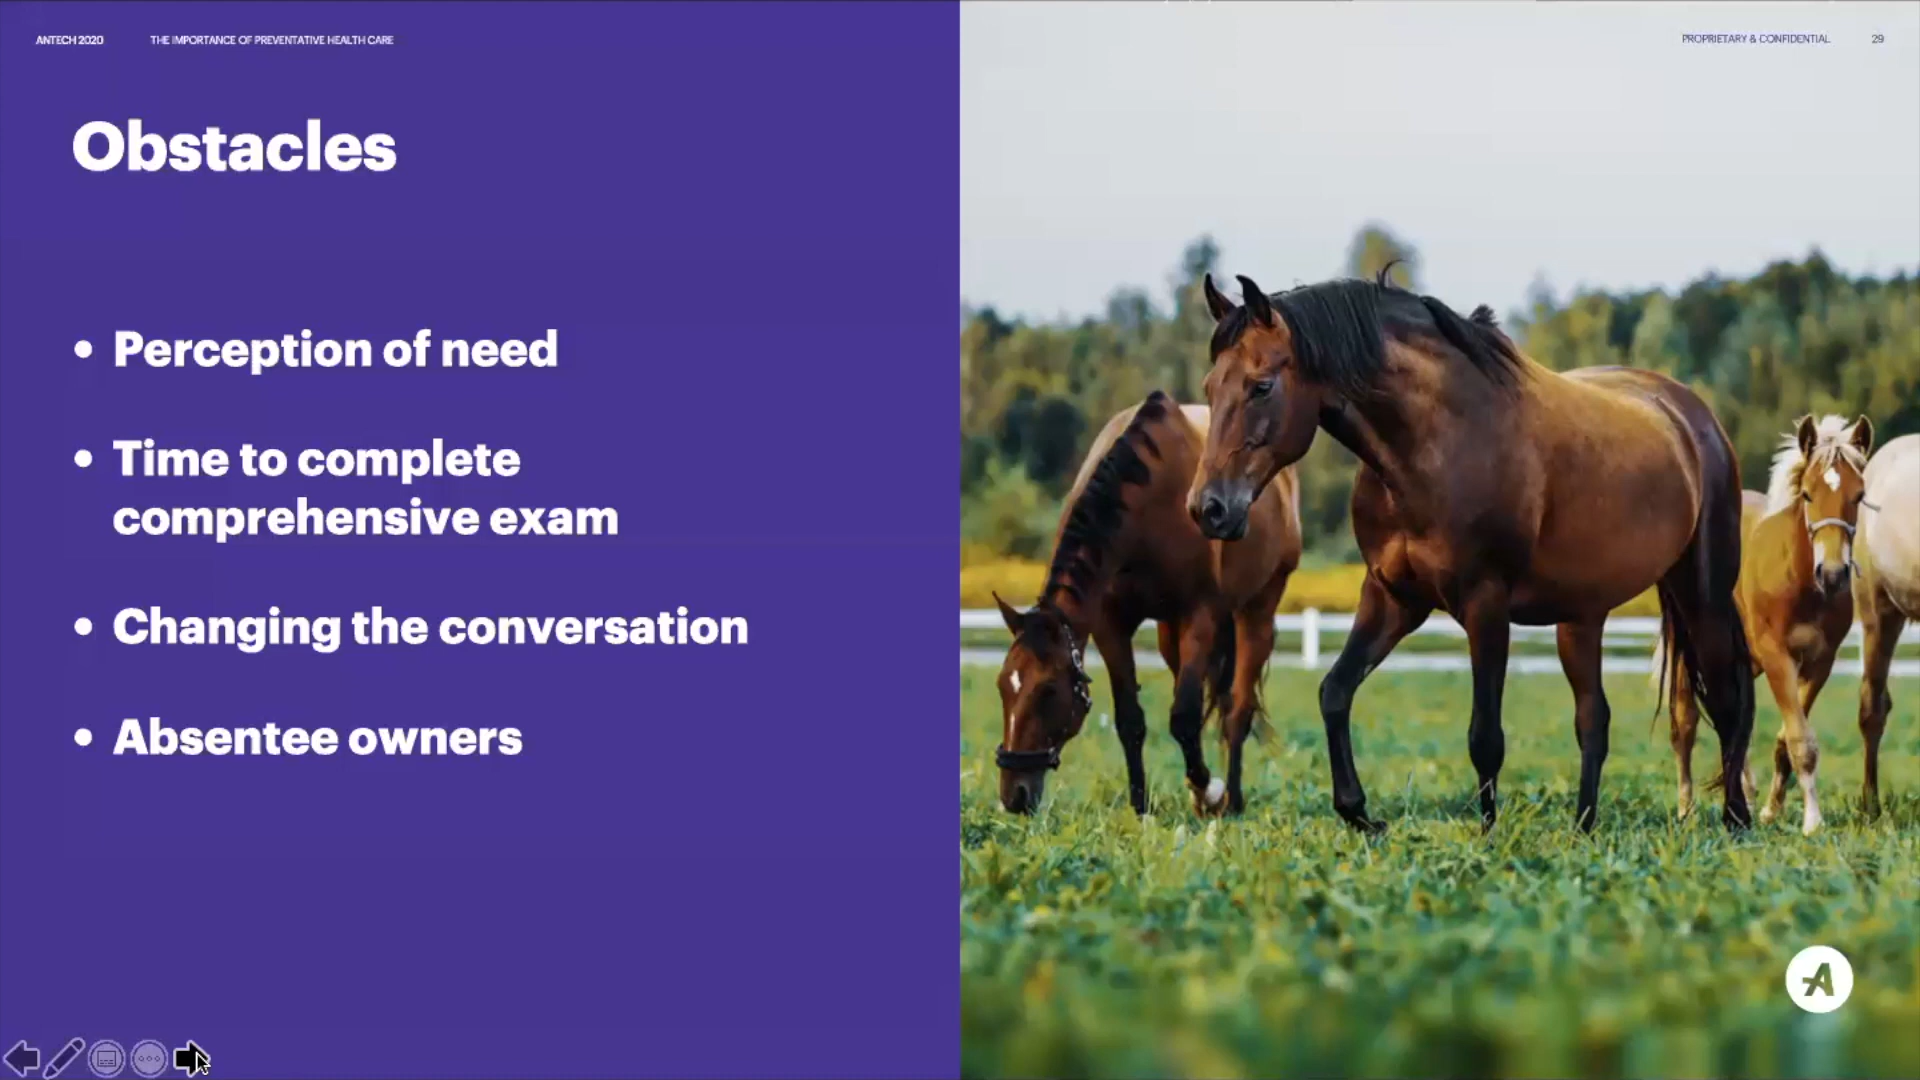 ANTECH 2020 THE IMPORTANCE OF PREVENTATIVE HEALTH CARE
PROPRIETARY & CONFIDENTIAL 29
Obstacles
• Perception of need
• Time to complete
comprehensive exam
• Changing the conversation
• Absentee owners
A